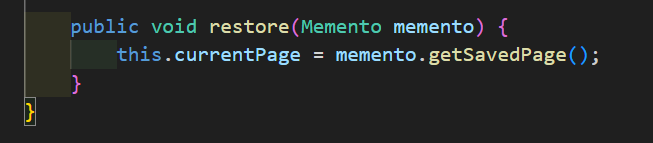 public void restore(Memento memento) {
this.currentPage = memento.getSavedPage();
}
}